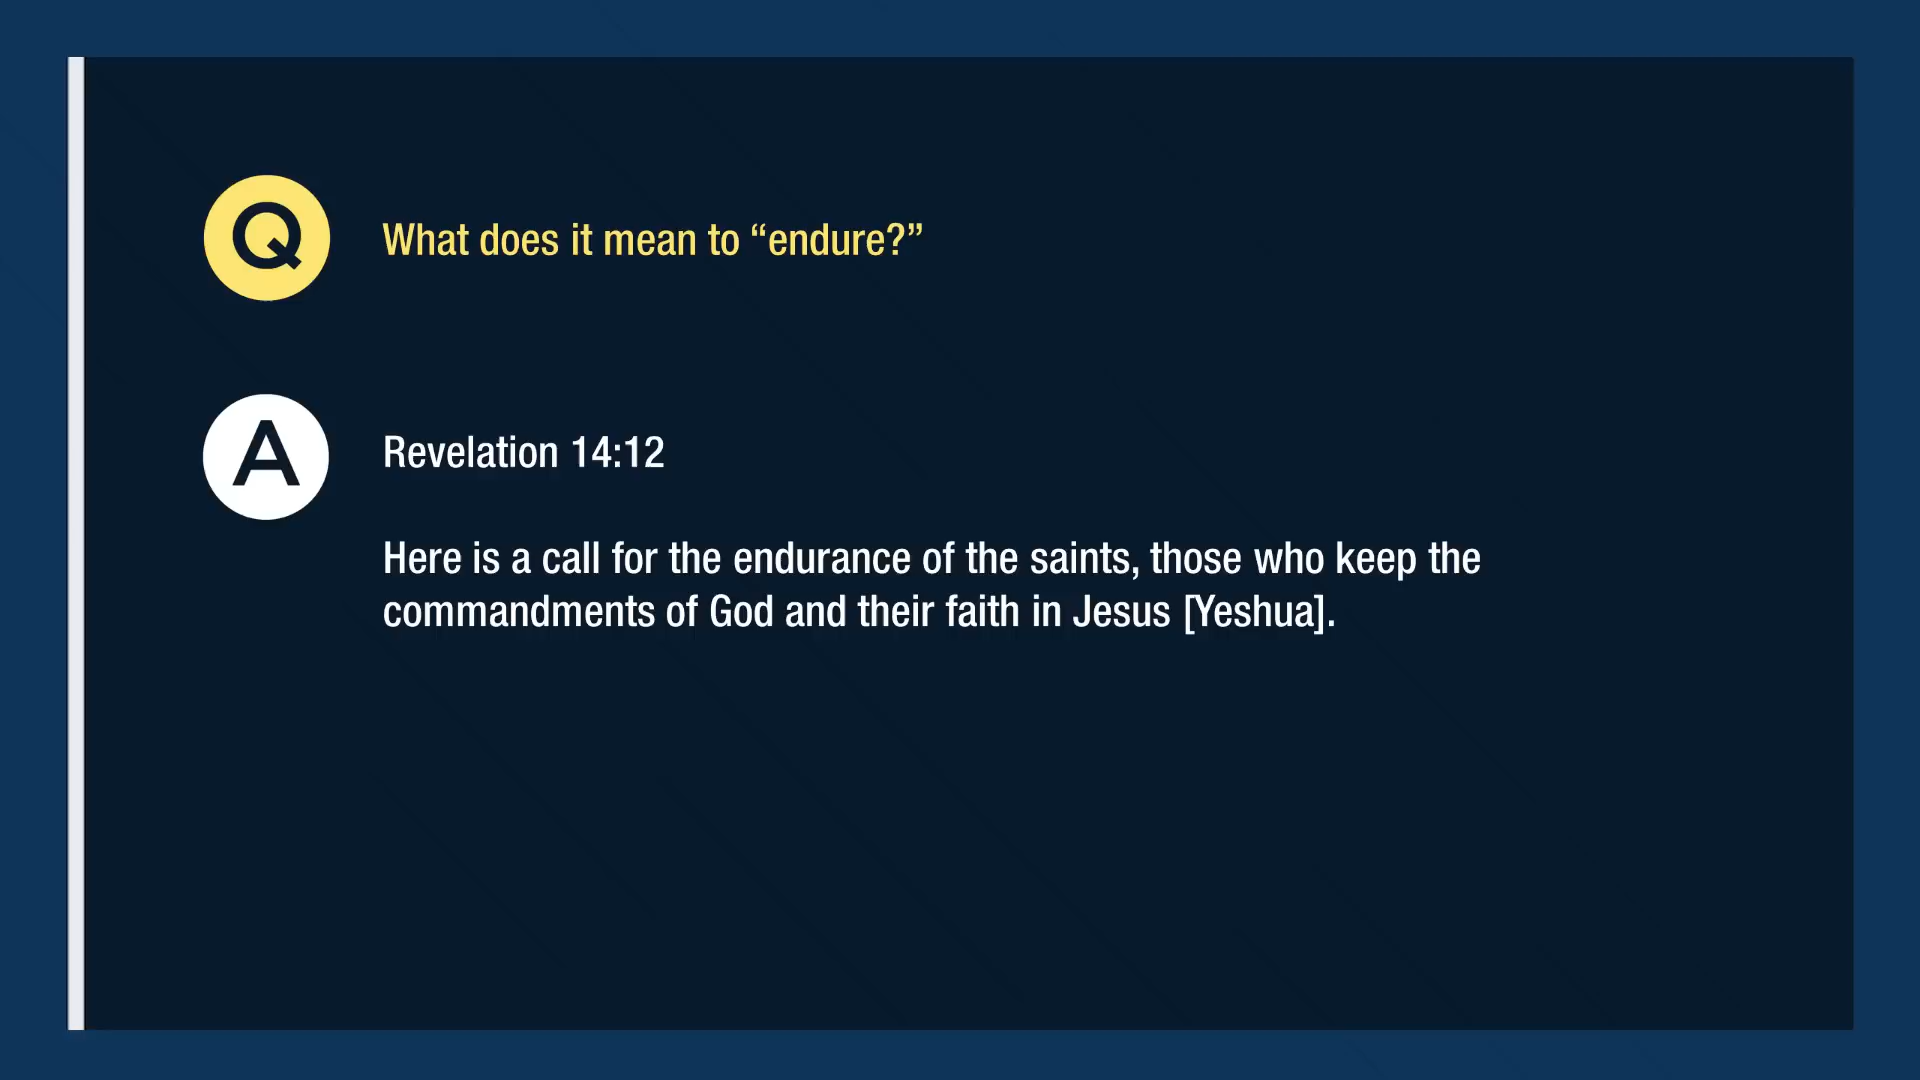 Q
What does it mean to “endure?”
A
Revelation 14:12
Here is a call for the endurance of the saints, those who keep the
commandments of God and their faith in Jesus [Yeshua].